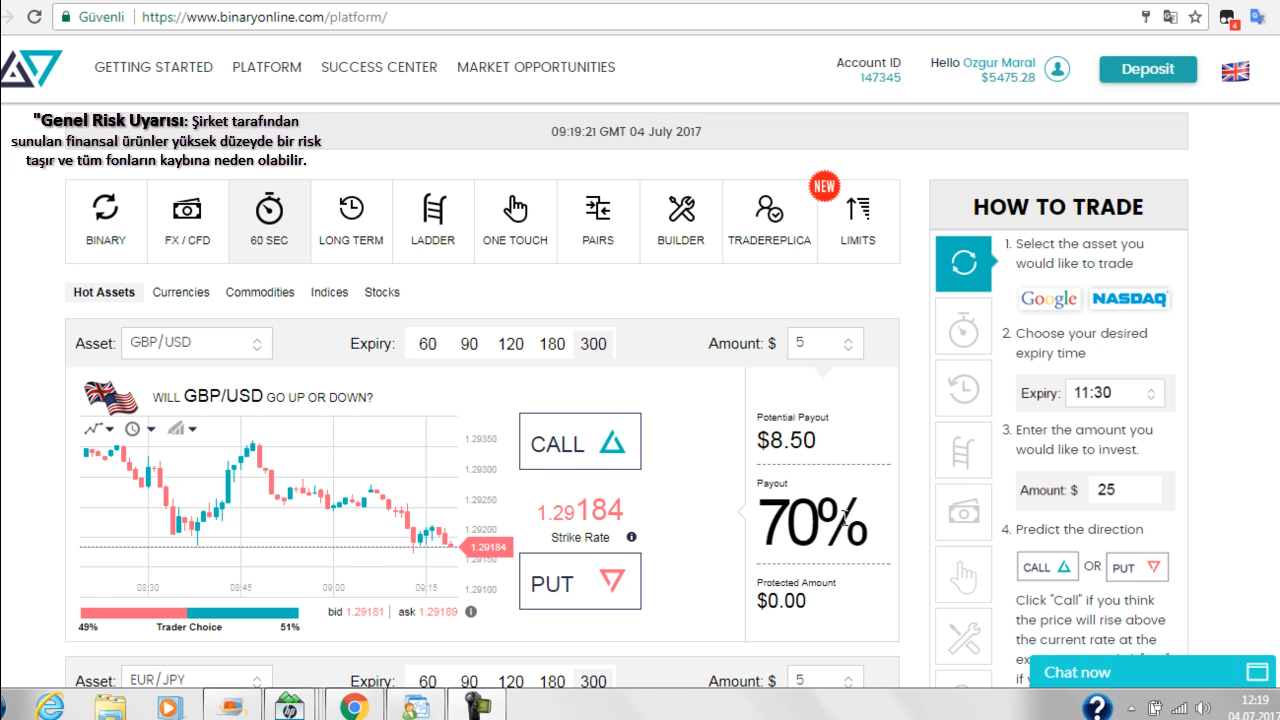 Güvenli
https://www.binaryonline.com/platform/
4
GETTING STARTED
PLATFORM
SUCCESS CENTER
MARKET OPPORTUNITIES
Account ID
147345
Hello Ozgur Maral
$5475.28
Deposit
"Genel Risk Uyarısı: Şirket tarafından
sunulan finansal ürünler yüksek düzeyde bir risk
taşır ve tüm fonların kaybına neden olabilir.
09:19:21 GMT 04 July 2017
BINARY
FX / CFD
60 SEC
LONG TERM
LADDER
ONE TOUCH
PAIRS
BUILDER
TRADEREPLICA
NEW
LIMITS
Hot Assets
Currencies
Commodities
Indices
Stocks
Asset: GBP/USD
Expiry: 60 90 120 180 300
Amount: $ 5
WILL GBP/USD GO UP OR DOWN?
1.29350
1.29300
1.29250
1.29200
1.29184
1.29150
1.29100
08:30 08:45 09:00 09:15
49% Trader Choice 51%
bid 1.29181 ask 1.29189
CALL
1.29184
Strike Rate
PUT
Potential Payout
$8.50
Payout
70%
Protected Amount
$0.00
Asset: EUR/JPY
Expiry: 60 90 120 180 300
Amount: $ 5
HOW TO TRADE
1. Select the asset you
would like to trade
Google NASDAQ
2. Choose your desired
expiry time
Expiry: 11:30
3. Enter the amount you
would like to invest.
Amount: $ 25
4. Predict the direction
CALL OR PUT
Click "Call" if you think
the price will rise above
the current rate at the
Chat now
hp
12:19
04.07.2017